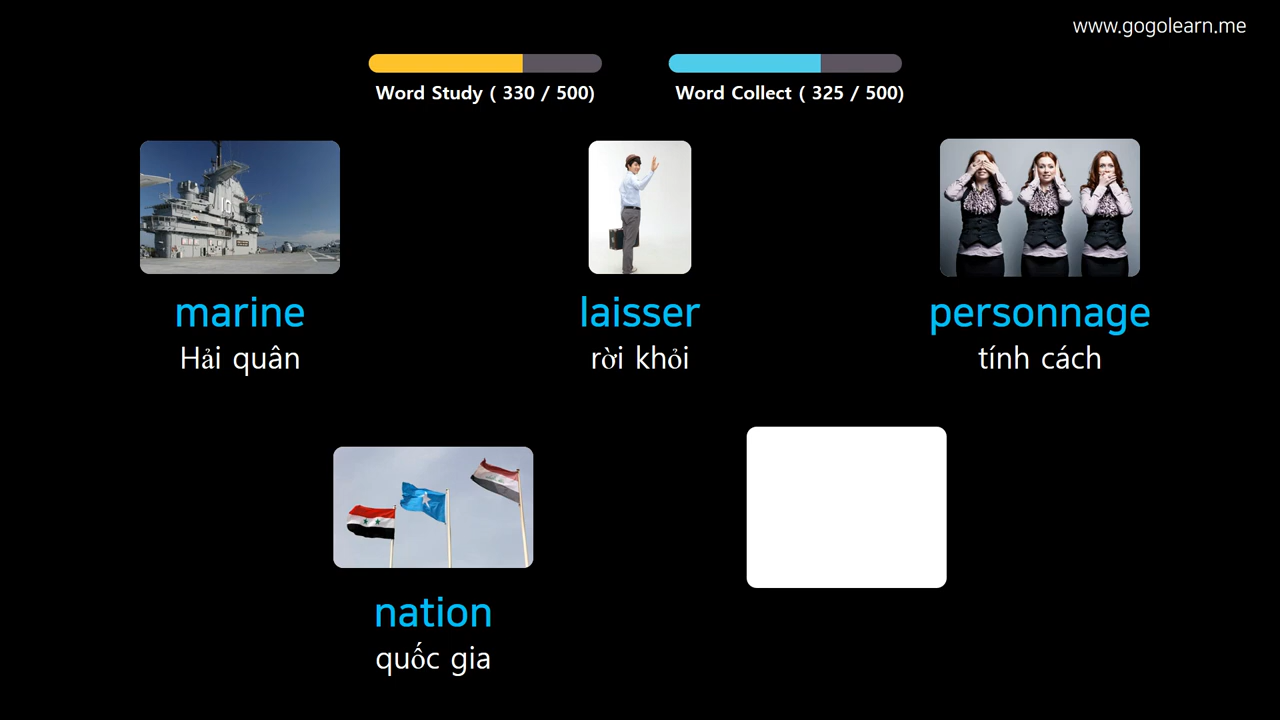 www.gogolearn.me
Word Study ( 330 / 500)
Word Collect ( 325 / 500)
marine
Hải quân
laisser
rời khỏi
personnage
tính cách
nation
quốc gia